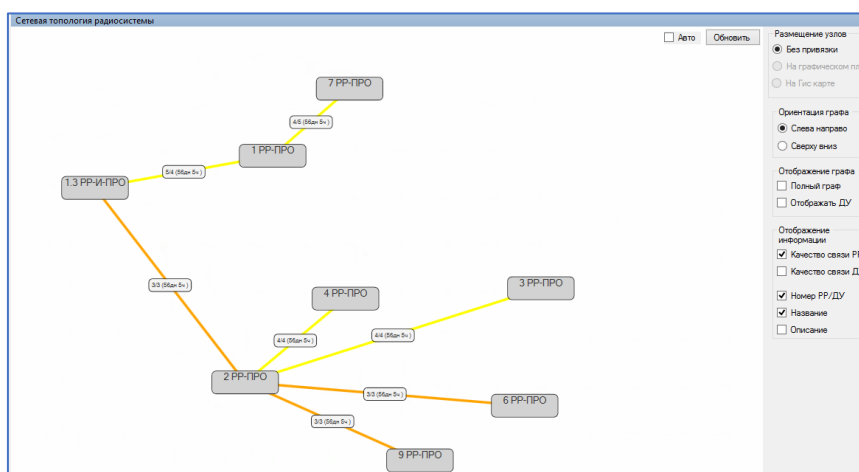 Сетевая топология радиосистемы
Авто
Обновить
7 РР-ПРО
4/5 (56дн 5ч )
1 РР-ПРО
5/4 (56дн 5ч )
1.3 РР-И-ПРО
3/3 (56дн 5ч )
4 РР-ПРО
3 РР-ПРО
4/4 (56дн 5ч )
4/4 (56дн 5ч )
2 РР-ПРО
3/3 (56дн 5ч )
6 РР-ПРО
3/3 (56дн 5ч )
9 РР-ПРО
Размещение узлов
Без привязки
На графическом пл
На Гис карте
Ориентация графа
Слева направо
Сверху вниз
Отображение графа
Полный граф
Отображать ДУ
Отображение
информации
Качество связи РР
Качество связи Д
Номер РР/ДУ
Название
Описание